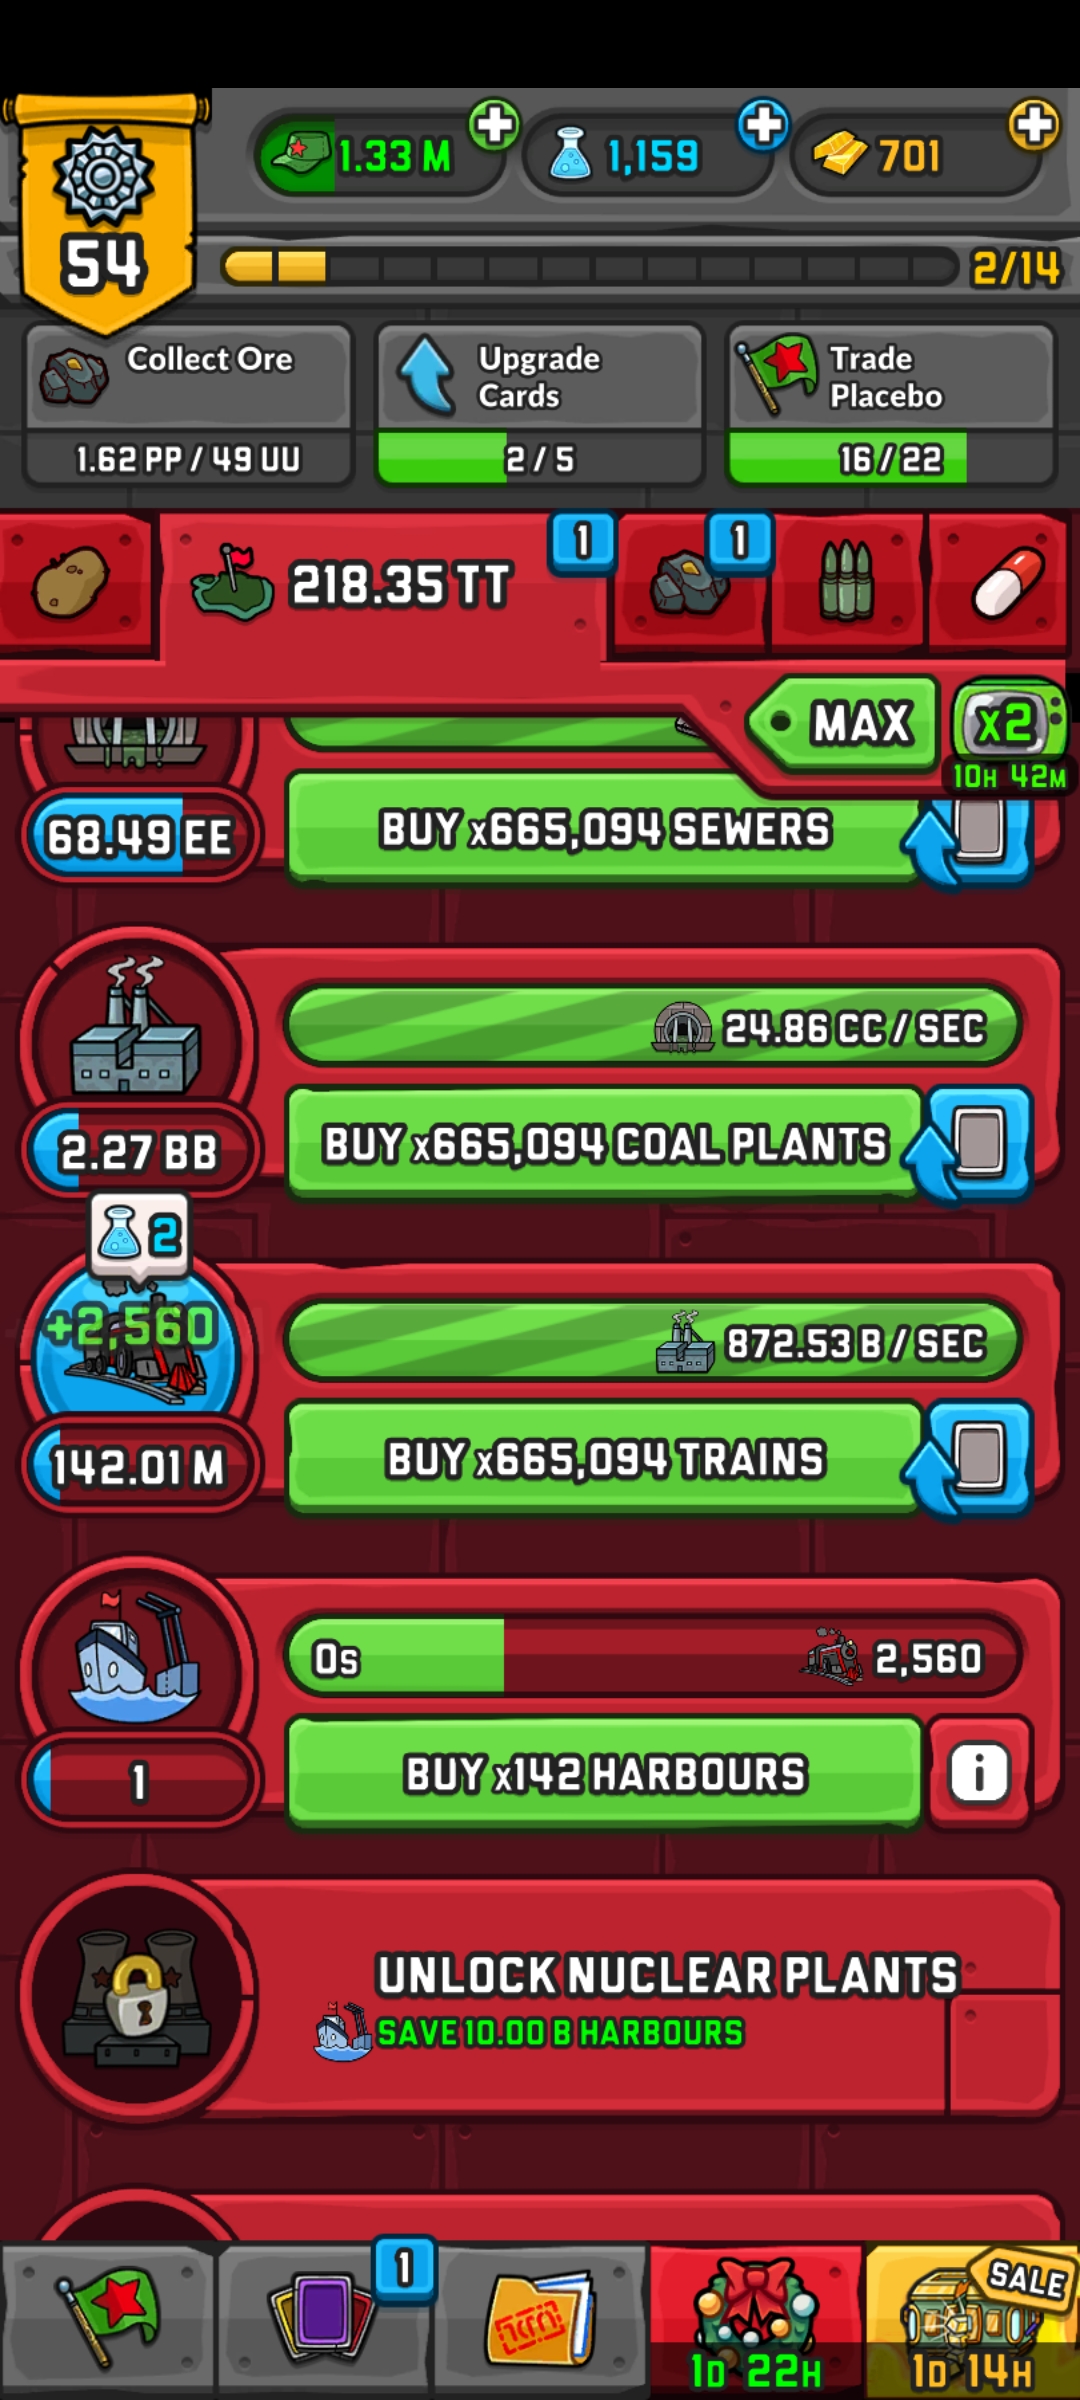 1.33 M
1,159
701
54
2/14
Collect Ore
1.62 PP / 49 UU
Upgrade
Cards
2 / 5
Trade
Placebo
16 / 22
218.35 TT
1
1
MAX
x2
10H 42M
68.49 EE
BUY x665,094 SEWERS
24.86 CC / SEC
2.27 BB
BUY x665,094 COAL PLANTS
2
+2,560
872.53 B / SEC
142.01 M
BUY x665,094 TRAINS
0s
2,560
1
BUY x142 HARBOURS
i
UNLOCK NUCLEAR PLANTS
SAVE 10.00 B HARBOURS
1
SALE
1D 22H
1D 14H